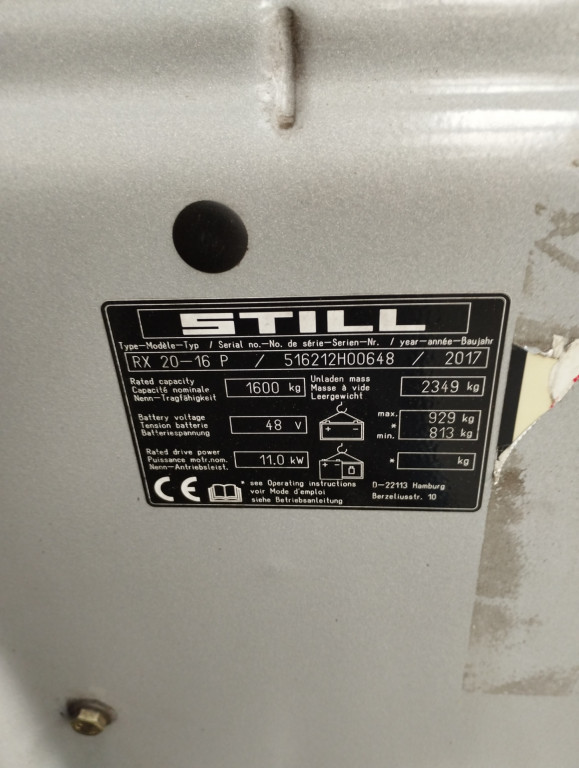 STILL
Type-Modèle-Typ / Serial no.-No. de série-Serien-Nr. / year-année-Baujahr
RX 20-16 P / 516212H00648 / 2017
Rated capacity
Capacité nominale
Nenn-Tragfähigkeit
1600 kg
Unladen mass
Masse à vide
Leergewicht
2349 kg
Battery voltage
Tension batterie
Batteriespannung
48 V
max. 929 kg
*
min. 813 kg
Rated drive power
Puissance motr.nom.
Nenn-Antriebsleist.
11.0 kW
* kg
CE
* see Operating instructions
voir Mode d'emploi
siehe Betriebsanleitung
D-22113 Hamburg
Berzeliusstr. 10